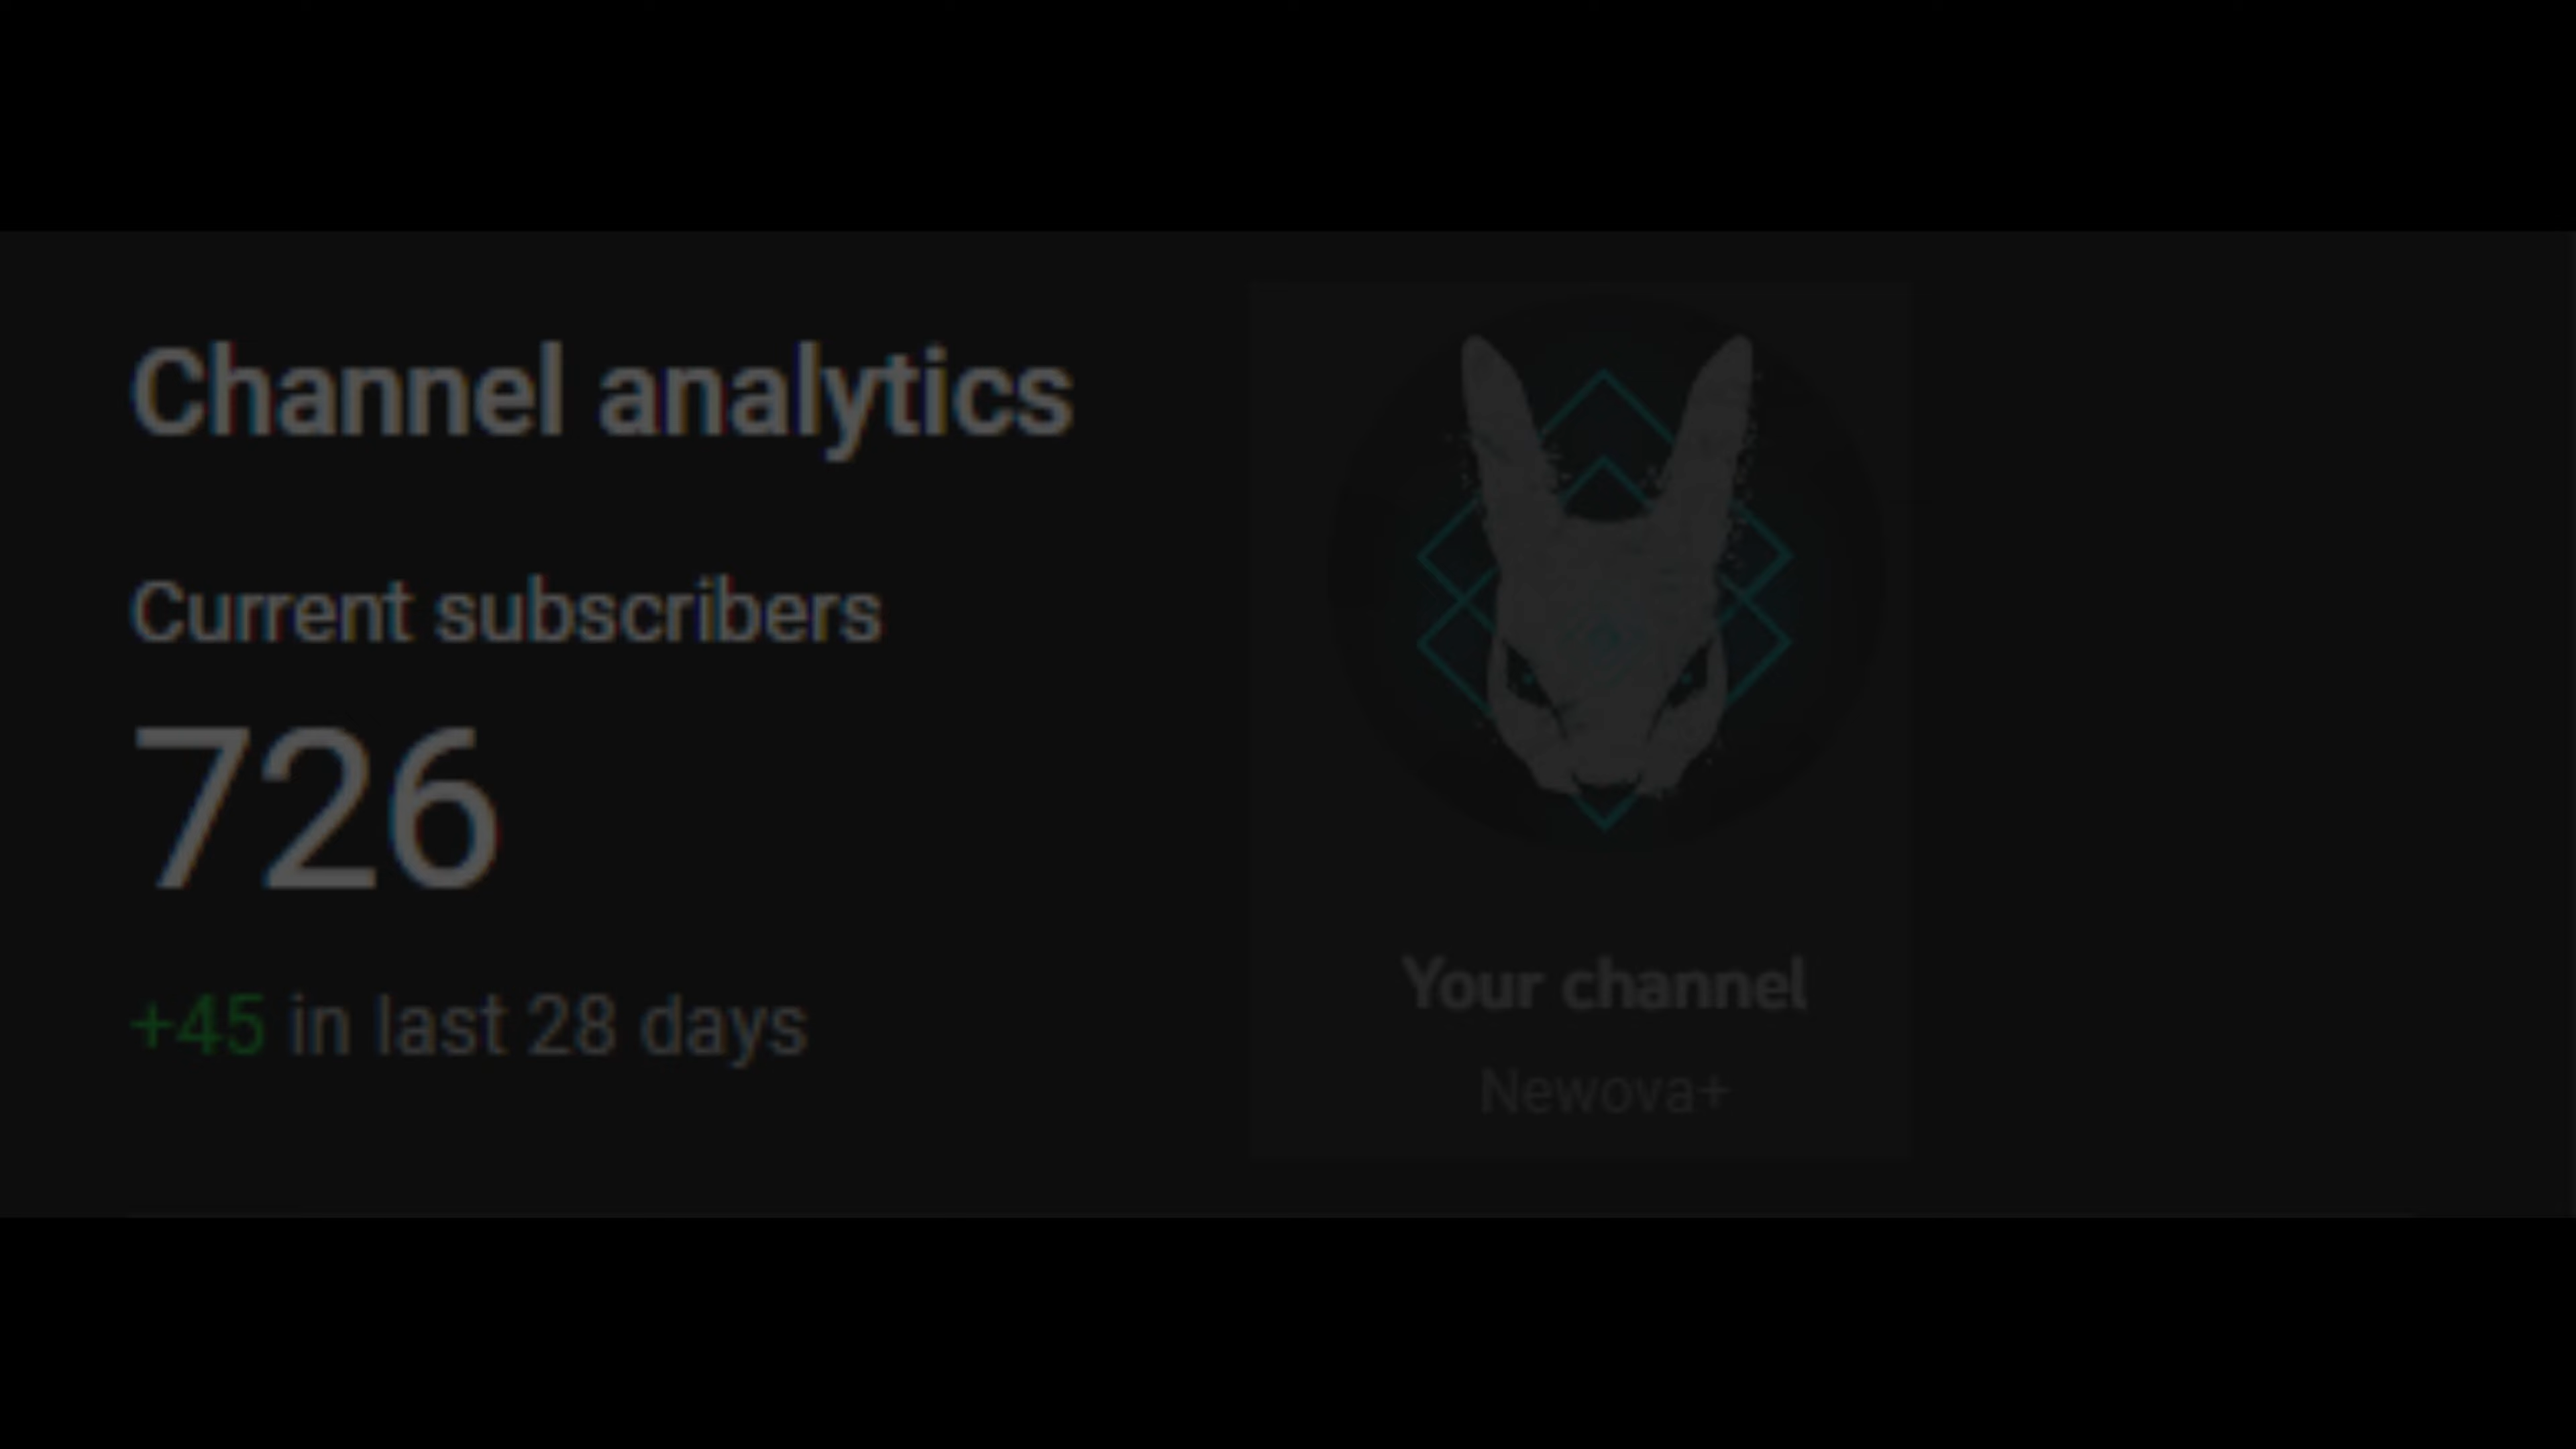 Channel analytics
Current subscribers
726
+45 in last 28 days
Your channel
Newova+